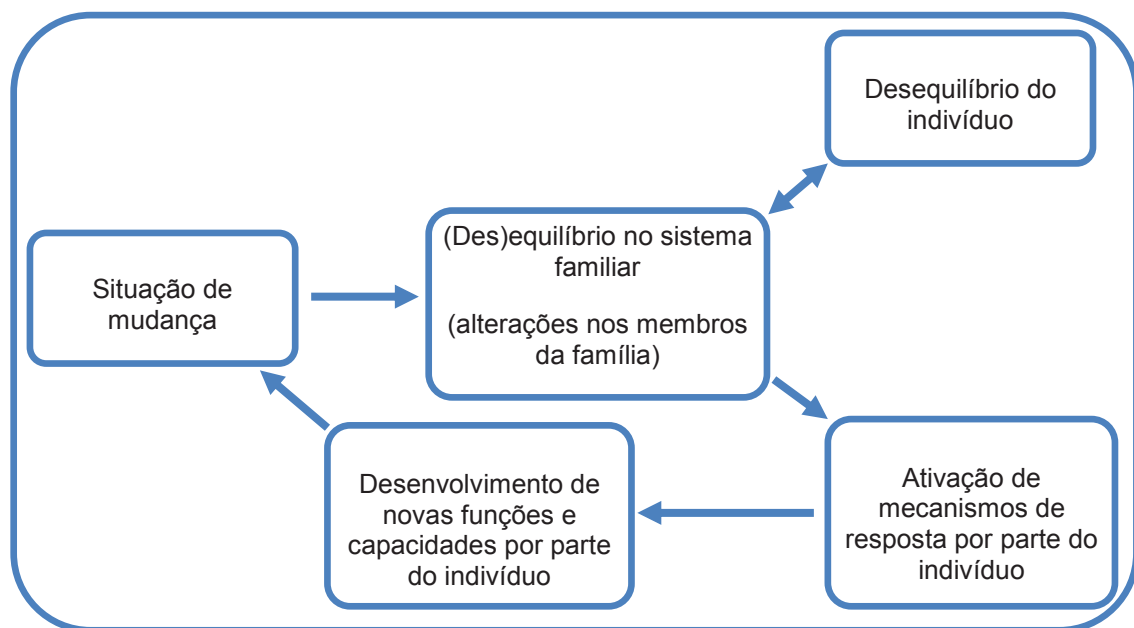 Desequilíbrio do
indivíduo
(Des)equilíbrio no sistema
familiar
(alterações nos membros
da família)
Situação de
mudança
Desenvolvimento de
novas funções e
capacidades por parte
do indivíduo
Ativação de
mecanismos de
resposta por parte do
indivíduo